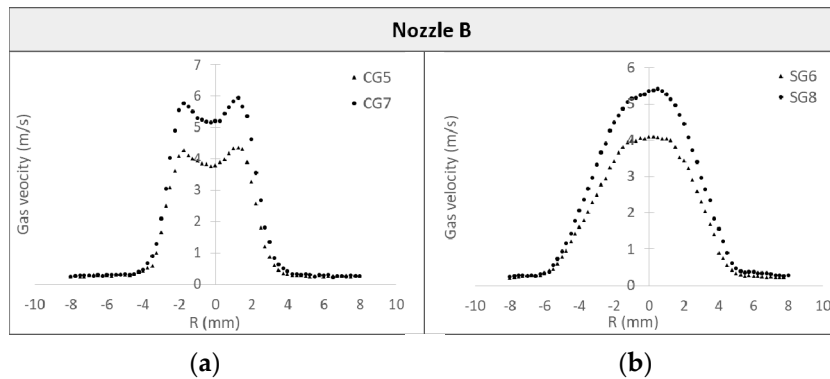 Nozzle B
CG5
CG7
Gas veocity (m/s)
7
6
5
4
3
2
1
0
-10 -8 -6 -4 -2 0 2 4 6 8 10
R (mm)
(a)
SG6
SG8
Gas velocity (m/s)
6
5
4
3
2
1
0
-10 -8 -6 -4 -2 0 2 4 6 8 10
R (mm)
(b)